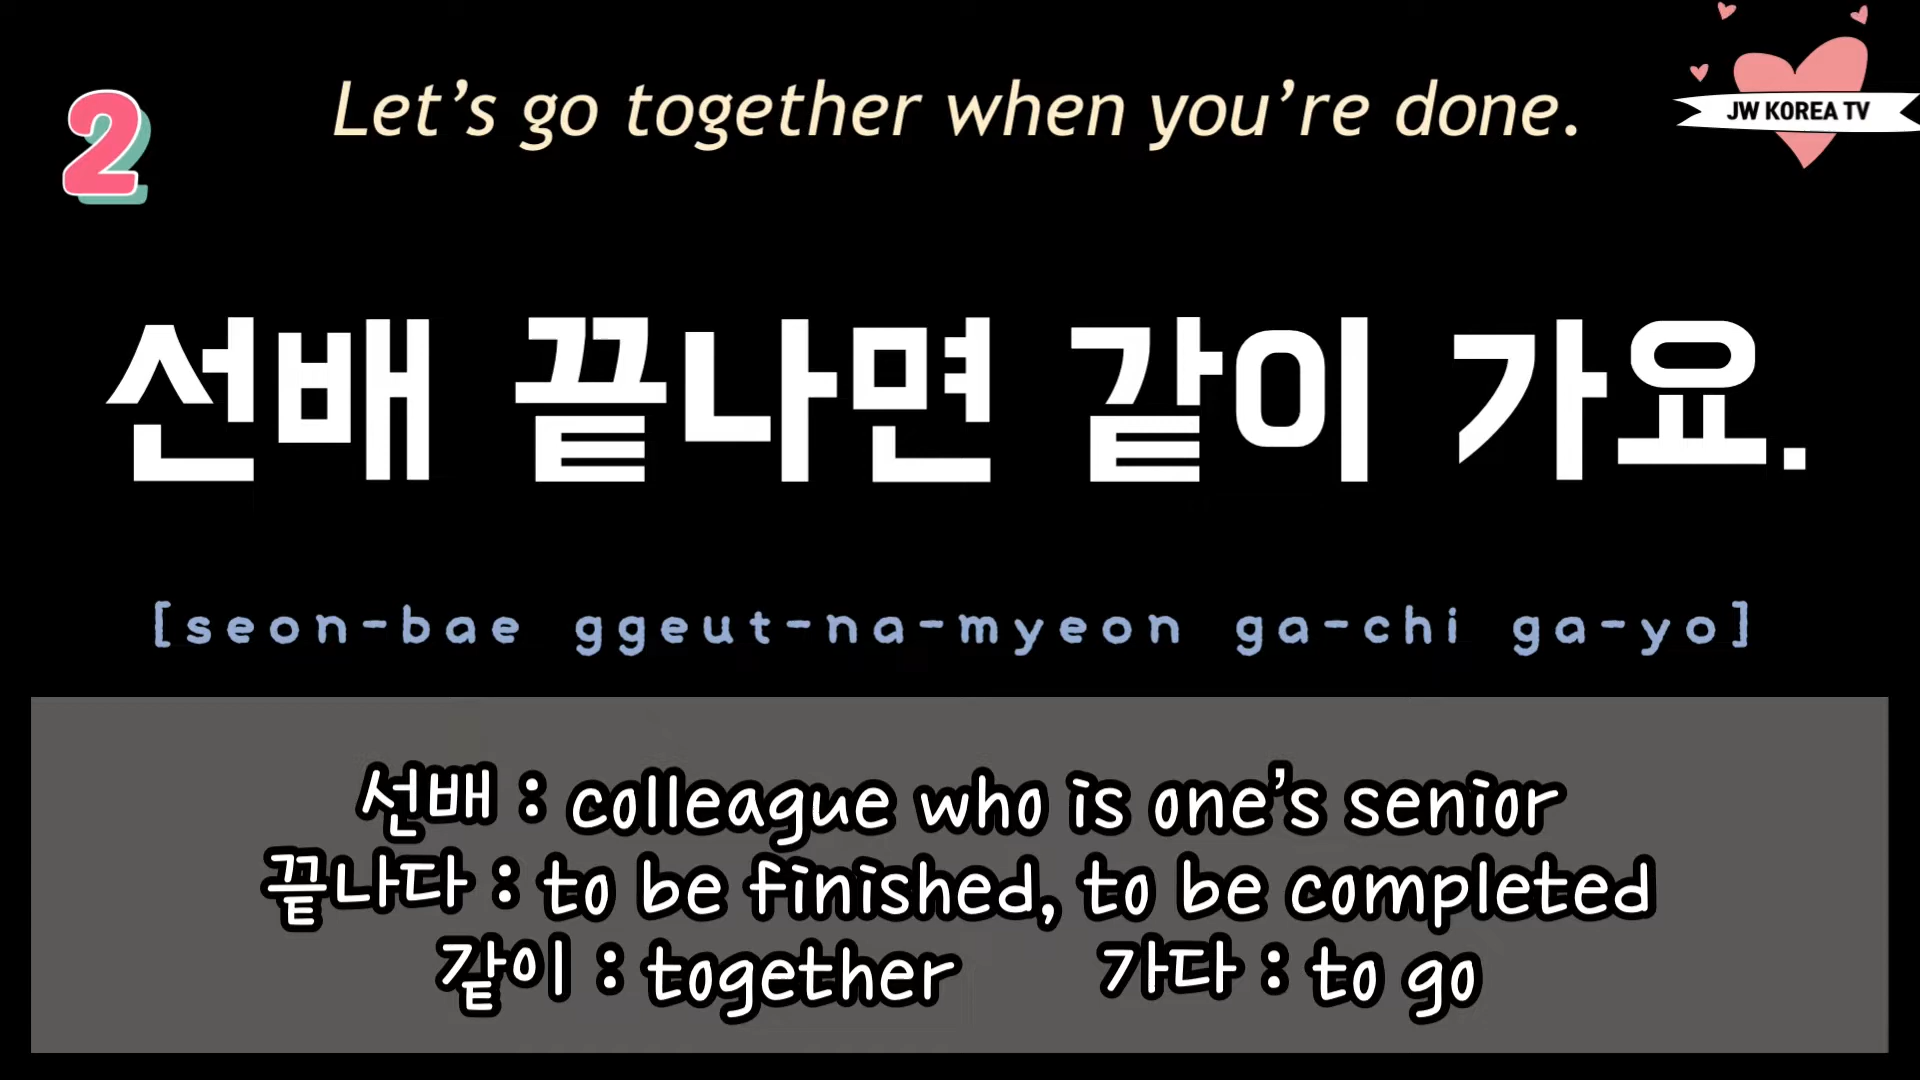 2
Let’s go together when you’re done.
JW KOREA TV
선배 끝나면 같이 가요.
[seon-bae ggeut-na-myeon ga-chi ga-yo]
선배 : colleague who is one’s senior
끝나다 : to be finished, to be completed
같이 : together 가다 : to go